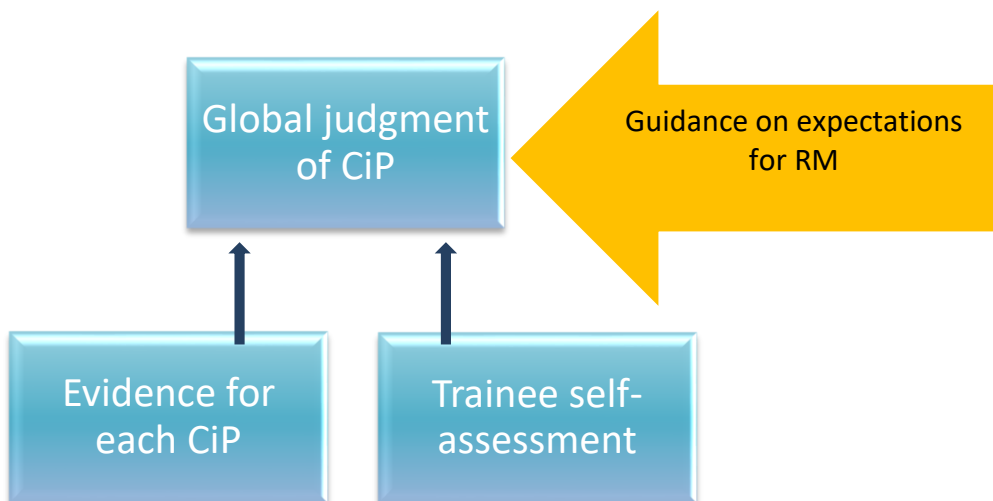 Global judgment
of CiP
Guidance on expectations
for RM
Evidence for
each CiP
Trainee self-
assessment